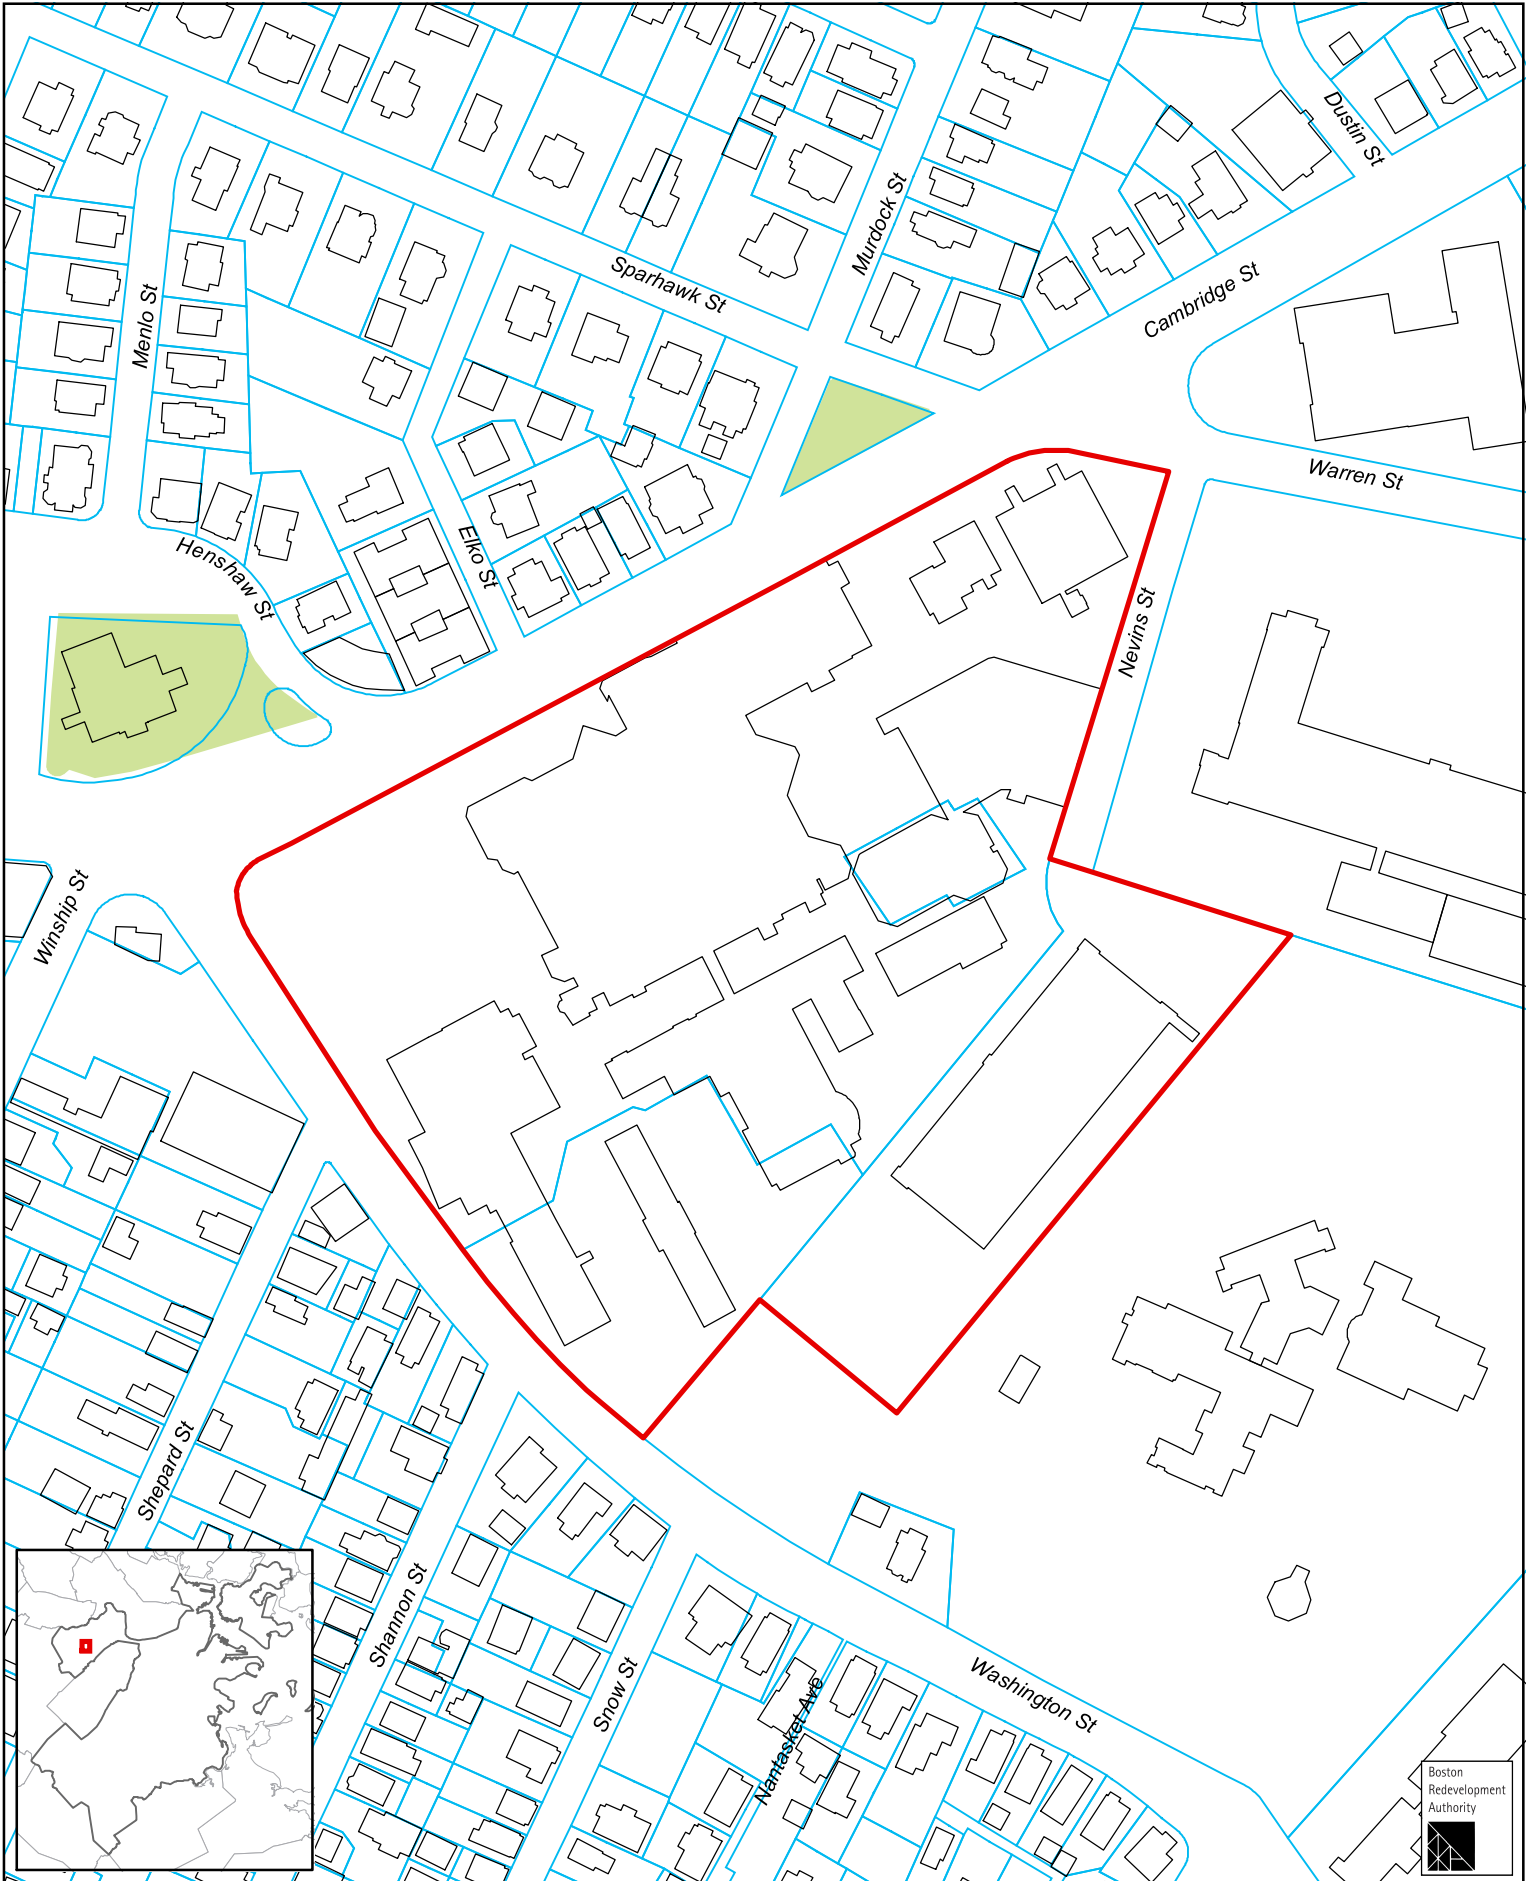 Dustin St
Murdock St
Sparhawk St
Cambridge St
Menlo St
Warren St
Elko St
Henshaw St
Nevins St
Winship St
Shepard St
Shannon St
Snow St
Nantasket Ave
Washington St
Boston
Redevelopment
Authority